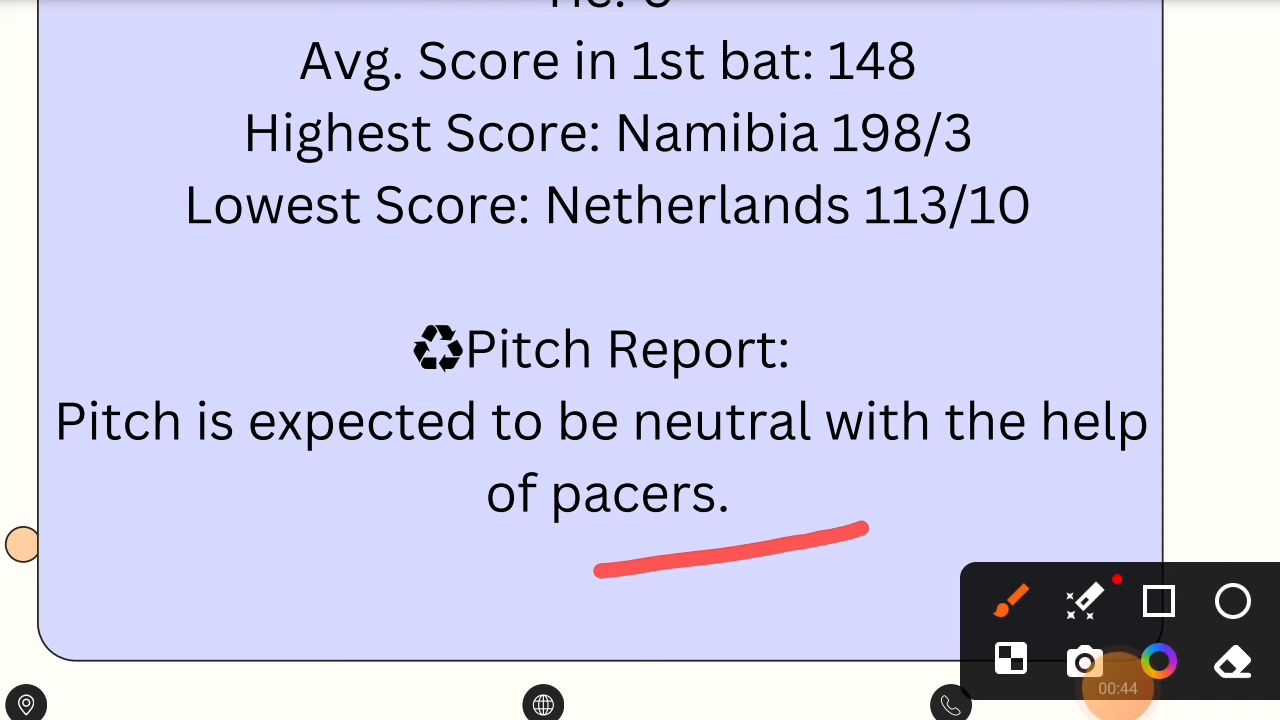 Avg. Score in 1st bat: 148
Highest Score: Namibia 198/3
Lowest Score: Netherlands 113/10
♻Pitch Report:
Pitch is expected to be neutral with the help
of pacers.
00:44